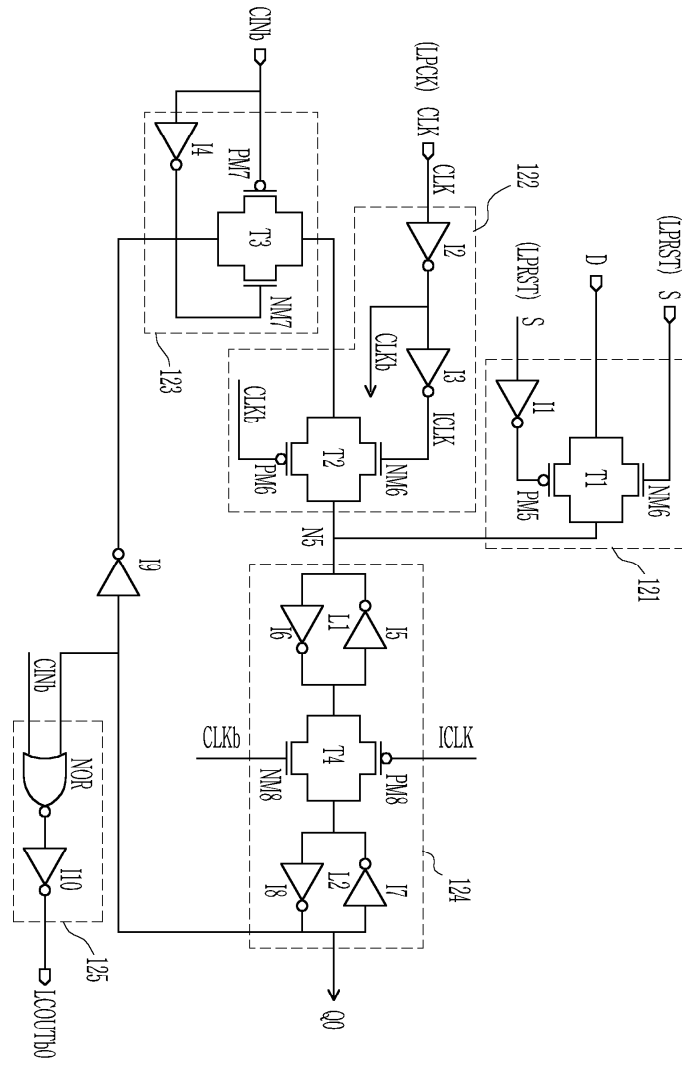 (LPRST) S
D
(LPRST) S
I1
T1
NM6
PM5
121
122
(LPCK) CLK
CLK
I2
CLKb
I3
ICLK
CLKb
T2
NM6
PM6
CINb
I4
PM7
T3
NM7
123
N5
I5
L1
I6
ICLK
CLKb
PM8
T4
NM8
I7
L2
I8
124
Q0
I9
CINb
NOR
I10
125
LCOUTb0